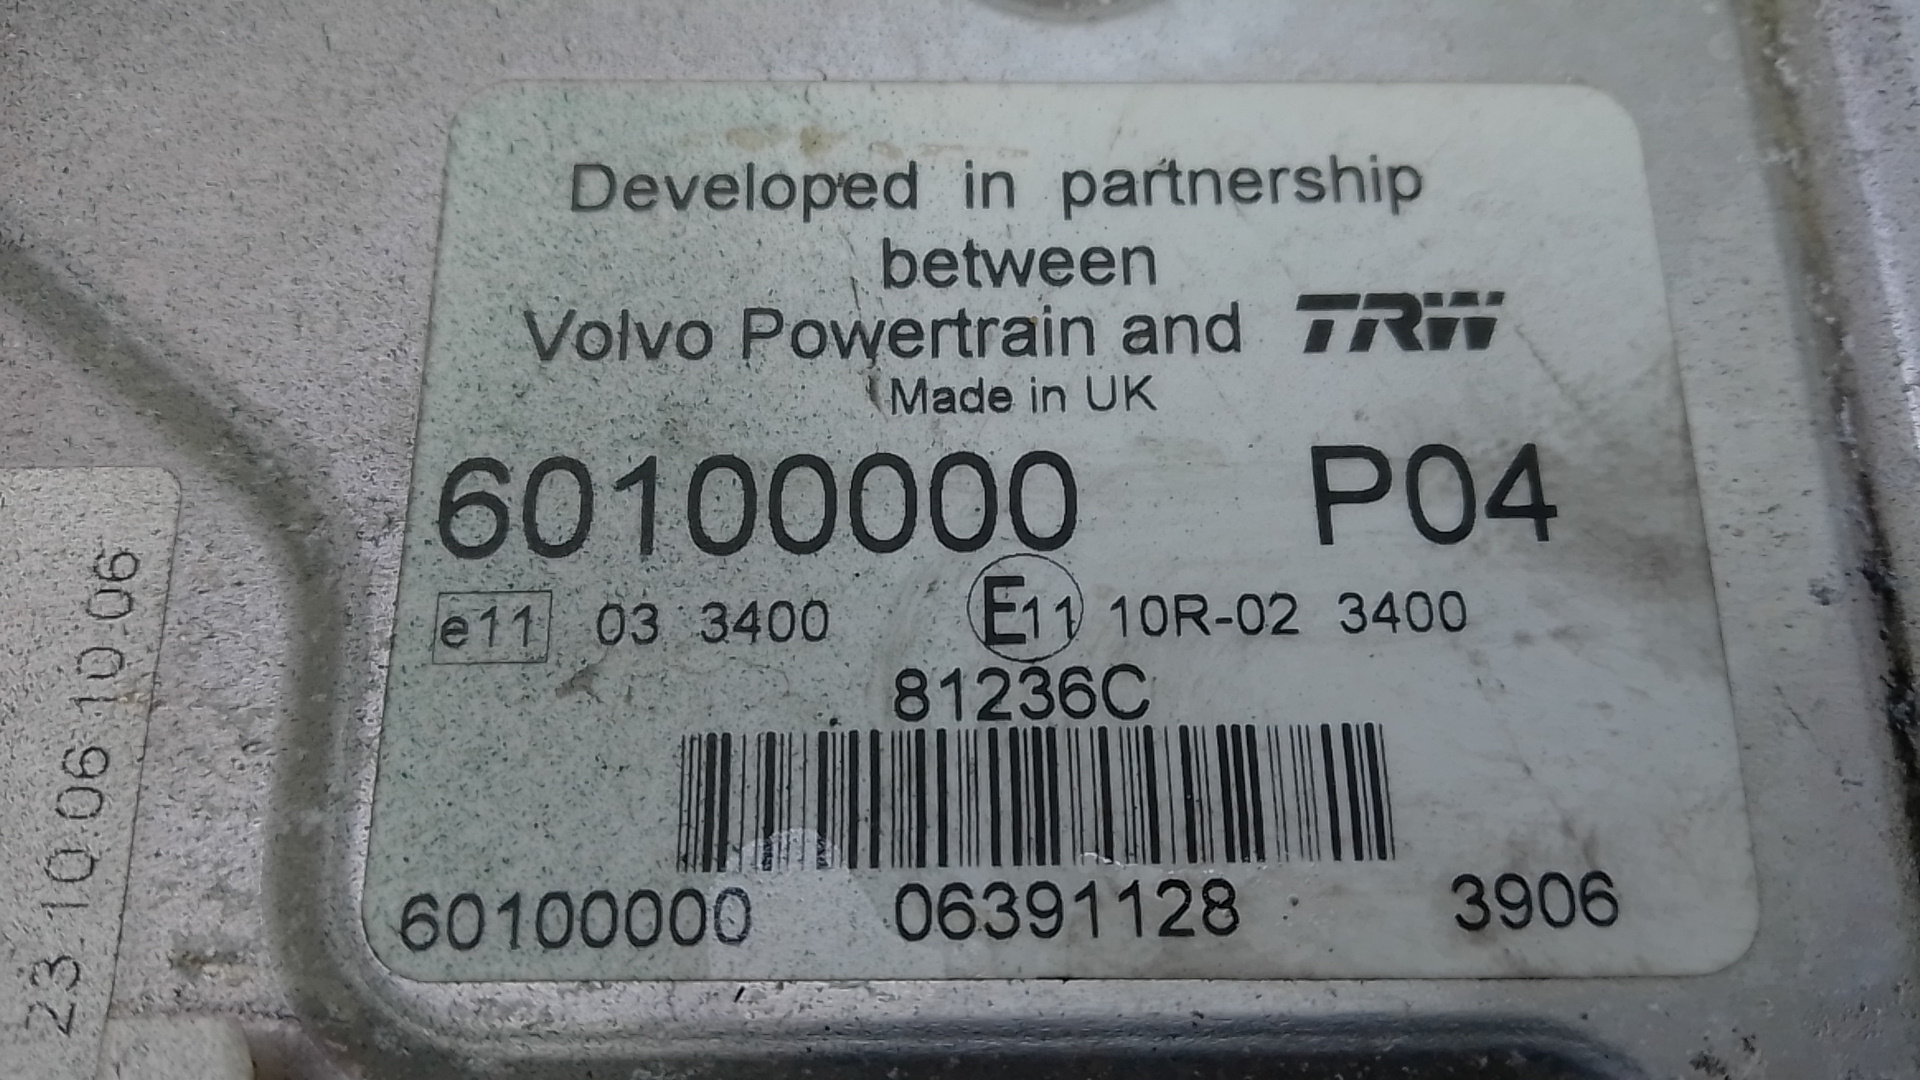 Developed in partnership
between
Volvo Powertrain and TRW
Made in UK
60100000 P04
e11 03 3400 E11 10R-02 3400
81236C
60100000 06391128 3906
23 10 06 10 06